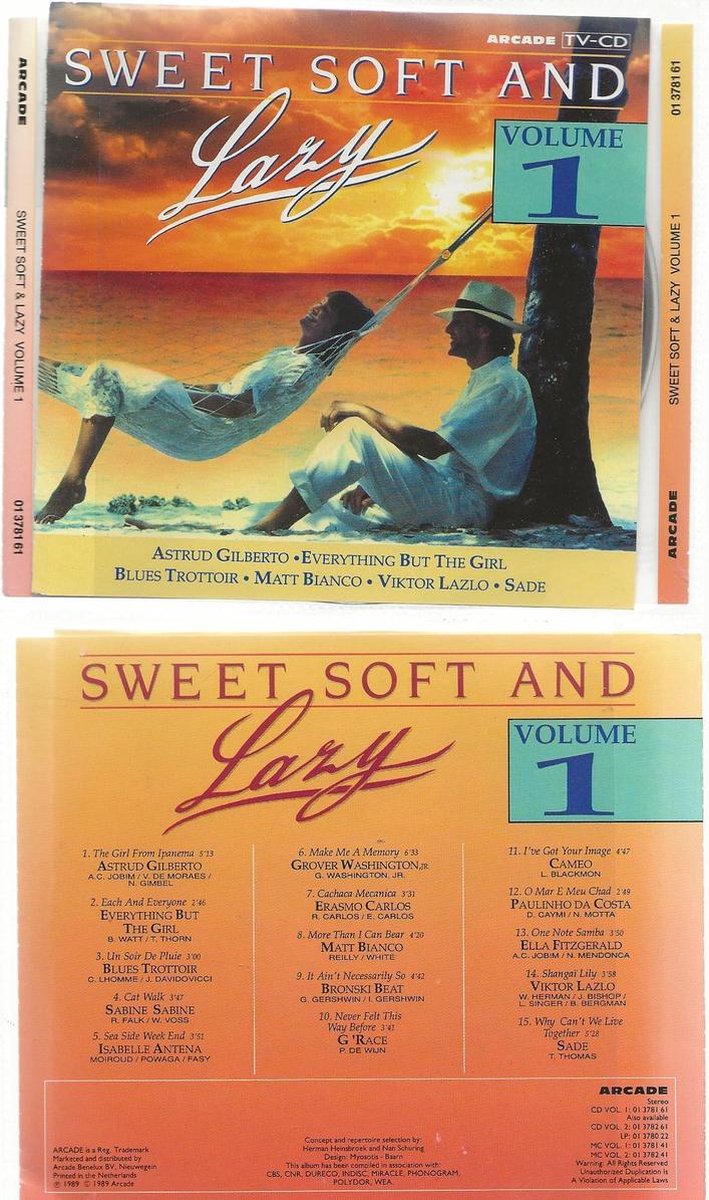 ARCADE TV-CD
SWEET SOFT AND
Lazy
VOLUME
1
ARCADE
SWEET SOFT & LAZY VOLUME 1
01 3781 61
01 3781 61
SWEET SOFT & LAZY VOLUME 1
ARCADE
ASTRUD GILBERTO • EVERYTHING BUT THE GIRL
BLUES TROTTOIR • MATT BIANCO • VIKTOR LAZLO • SADE
SWEET SOFT AND
Lazy
VOLUME
1
1. The Girl From Ipanema 5'13
ASTRUD GILBERTO
A.C. JOBIM / V. DE MORAES /
N. GIMBEL
2. Each And Everyone 2'46
EVERYTHING BUT
THE GIRL
B. WATT / T. THORN
3. Un Soir De Pluie 3'00
BLUES TROTTOIR
C. LHOMME / J. DAVIDOVICCI
4. Cat Walk 3'47
SABINE SABINE
R. FALK / W. VOSS
5. Sea Side Week End 3'51
ISABELLE ANTENA
MOIROUD / POWAGA / FASY
6. Make Me A Memory 6'33
GROVER WASHINGTON, JR.
G. WASHINGTON, JR.
7. Cachaca Mecanica 3'31
ERASMO CARLOS
R. CARLOS / E. CARLOS
8. More Than I Can Bear 4'20
MATT BIANCO
REILLY / WHITE
9. It Ain't Necessarily So 4'42
BRONSKI BEAT
G. GERSHWIN / I. GERSHWIN
10. Never Felt This
Way Before 3'41
G 'RACE
P. DE WIJN
11. I've Got Your Image 4'47
CAMEO
L. BLACKMON
12. O Mar E Meu Chad 2'49
PAULINHO DA COSTA
D. CAYMI / N. MOTTA
13. One Note Samba 3'50
ELLA FITZGERALD
A.C. JOBIM / N. MENDONCA
14. Shangai Lily 3'58
VIKTOR LAZLO
W. HERMAN / J. BISHOP /
L. SINGER / B. BERGMAN
15. Why Can't We Live
Together 5'28
SADE
T. THOMAS
ARCADE is a Reg. Trademark
Marketed and distributed by
Arcade Benelux BV, Nieuwegein
Printed in the Netherlands
℗ 1989 © 1989 Arcade
Concept and repertoire selection by:
Herman Heinsbroek and Nan Schuring
Design: Myosotis - Baarn
This album has been compiled in association with:
CBS, CNR, DURECO, INDISC, MIRACLE, PHONOGRAM,
POLYDOR, WEA.
ARCADE
Stereo
CD VOL. 1: 01 3781 61
Also available
CD VOL. 2: 01 3782 61
LP: 01 3780 22
MC VOL. 1: 01 3781 41
MC VOL. 2: 01 3782 41
Warning: All Rights Reserved
Unauthorized Duplication is
A Violation of Applicable Laws